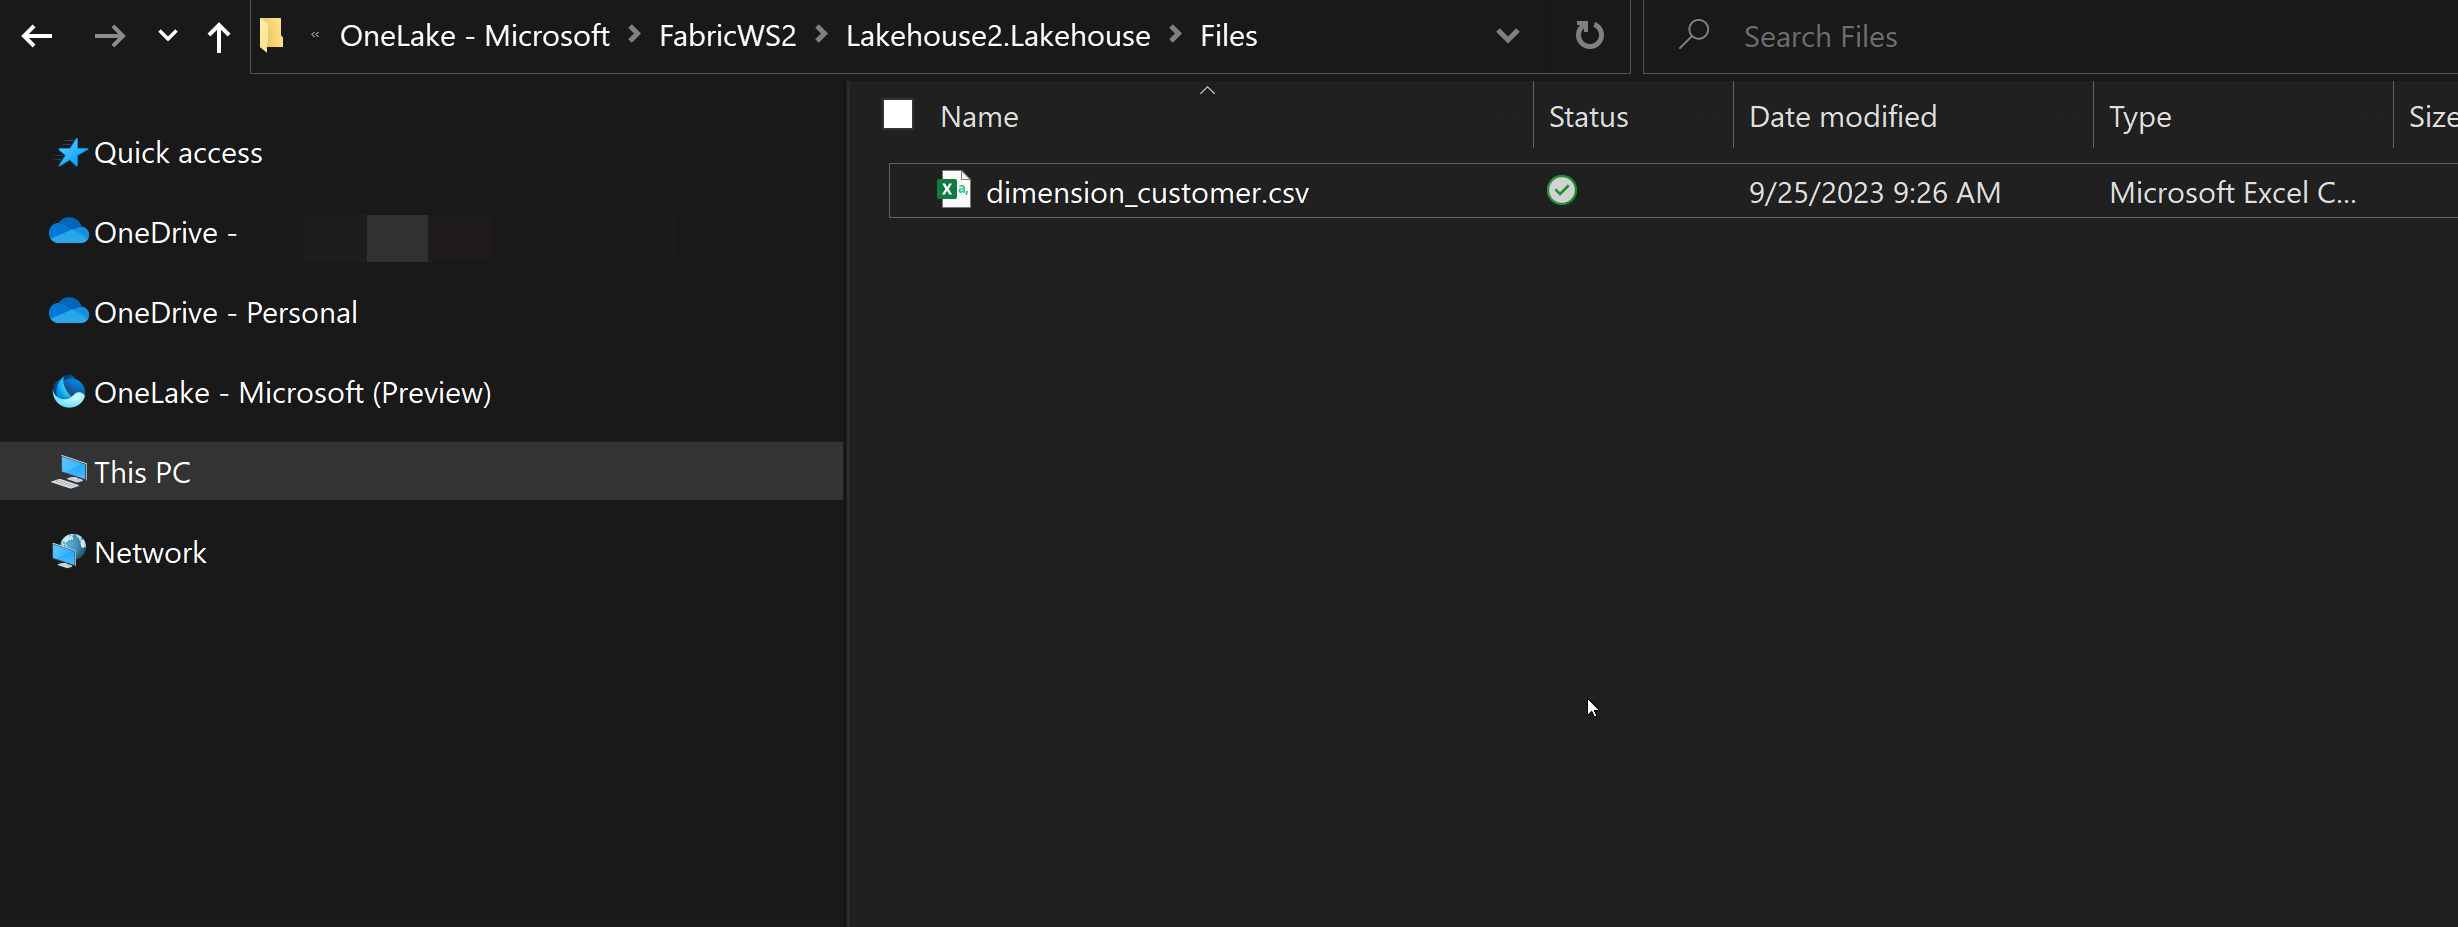 « OneLake - Microsoft > FabricWS2 > Lakehouse2.Lakehouse > Files
Search Files
Quick access
OneDrive -
OneDrive - Personal
OneLake - Microsoft (Preview)
This PC
Network
Name Status Date modified Type Size
dimension_customer.csv 9/25/2023 9:26 AM Microsoft Excel C...